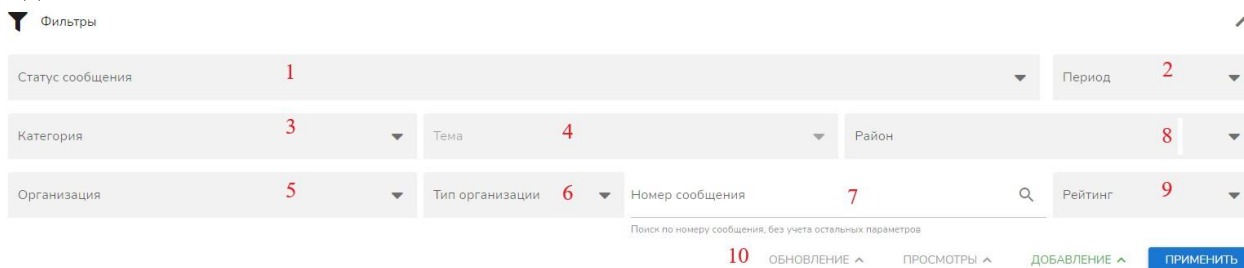 Фильтры
Статус сообщения 1 Период 2
Категория 3 Тема 4 Район 8
Организация 5 Тип организации 6 Номер сообщения 7 Рейтинг 9
Поиск по номеру сообщения, без учета остальных параметров
10 ОБНОВЛЕНИЕ ПРОСМОТРЫ ДОБАВЛЕНИЕ ПРИМЕНИТЬ